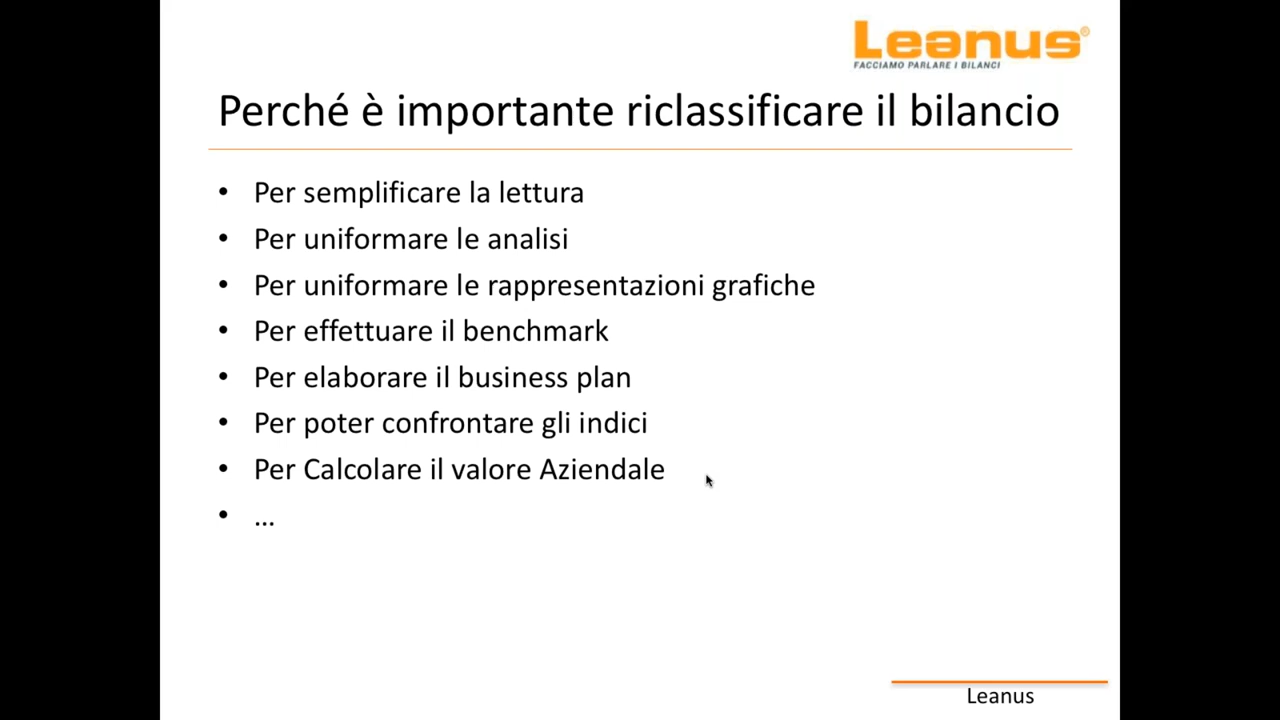 Leanus®
FACCIAMO PARLARE I BILANCI
Perché è importante riclassificare il bilancio
• Per semplificare la lettura
• Per uniformare le analisi
• Per uniformare le rappresentazioni grafiche
• Per effettuare il benchmark
• Per elaborare il business plan
• Per poter confrontare gli indici
• Per Calcolare il valore Aziendale
• ...
Leanus